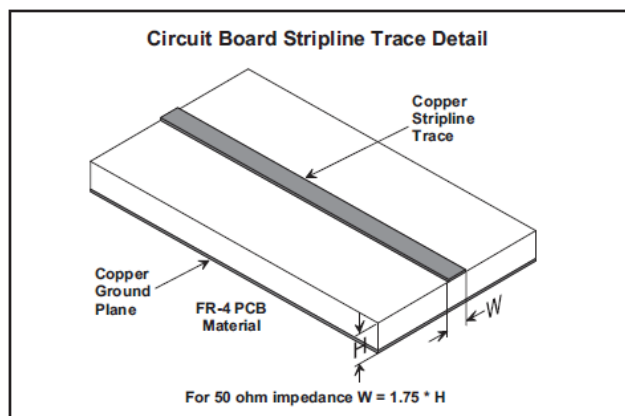 Circuit Board Stripline Trace Detail
Copper
Stripline
Trace
Copper
Ground
Plane
FR-4 PCB
Material
H
W
For 50 ohm impedance W = 1.75 * H